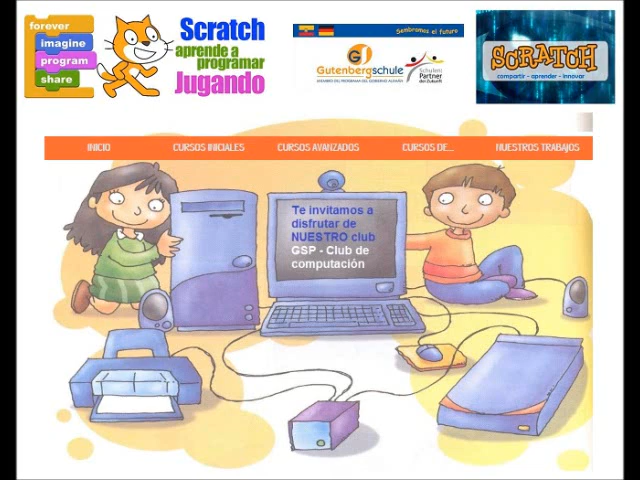 forever
imagine
program
share
Scratch
aprende a
programar
Jugando
Sembramos el futuro
Gutenbergschule
Schulen:
Partner
der Zukunft
SCRATCH
compartir - aprender - innovar
INICIO
CURSOS INICIALES
CURSOS AVANZADOS
CURSOS DE...
NUESTROS TRABAJOS
Te invitamos a
disfrutar de
NUESTRO club
GSP - Club de
computación